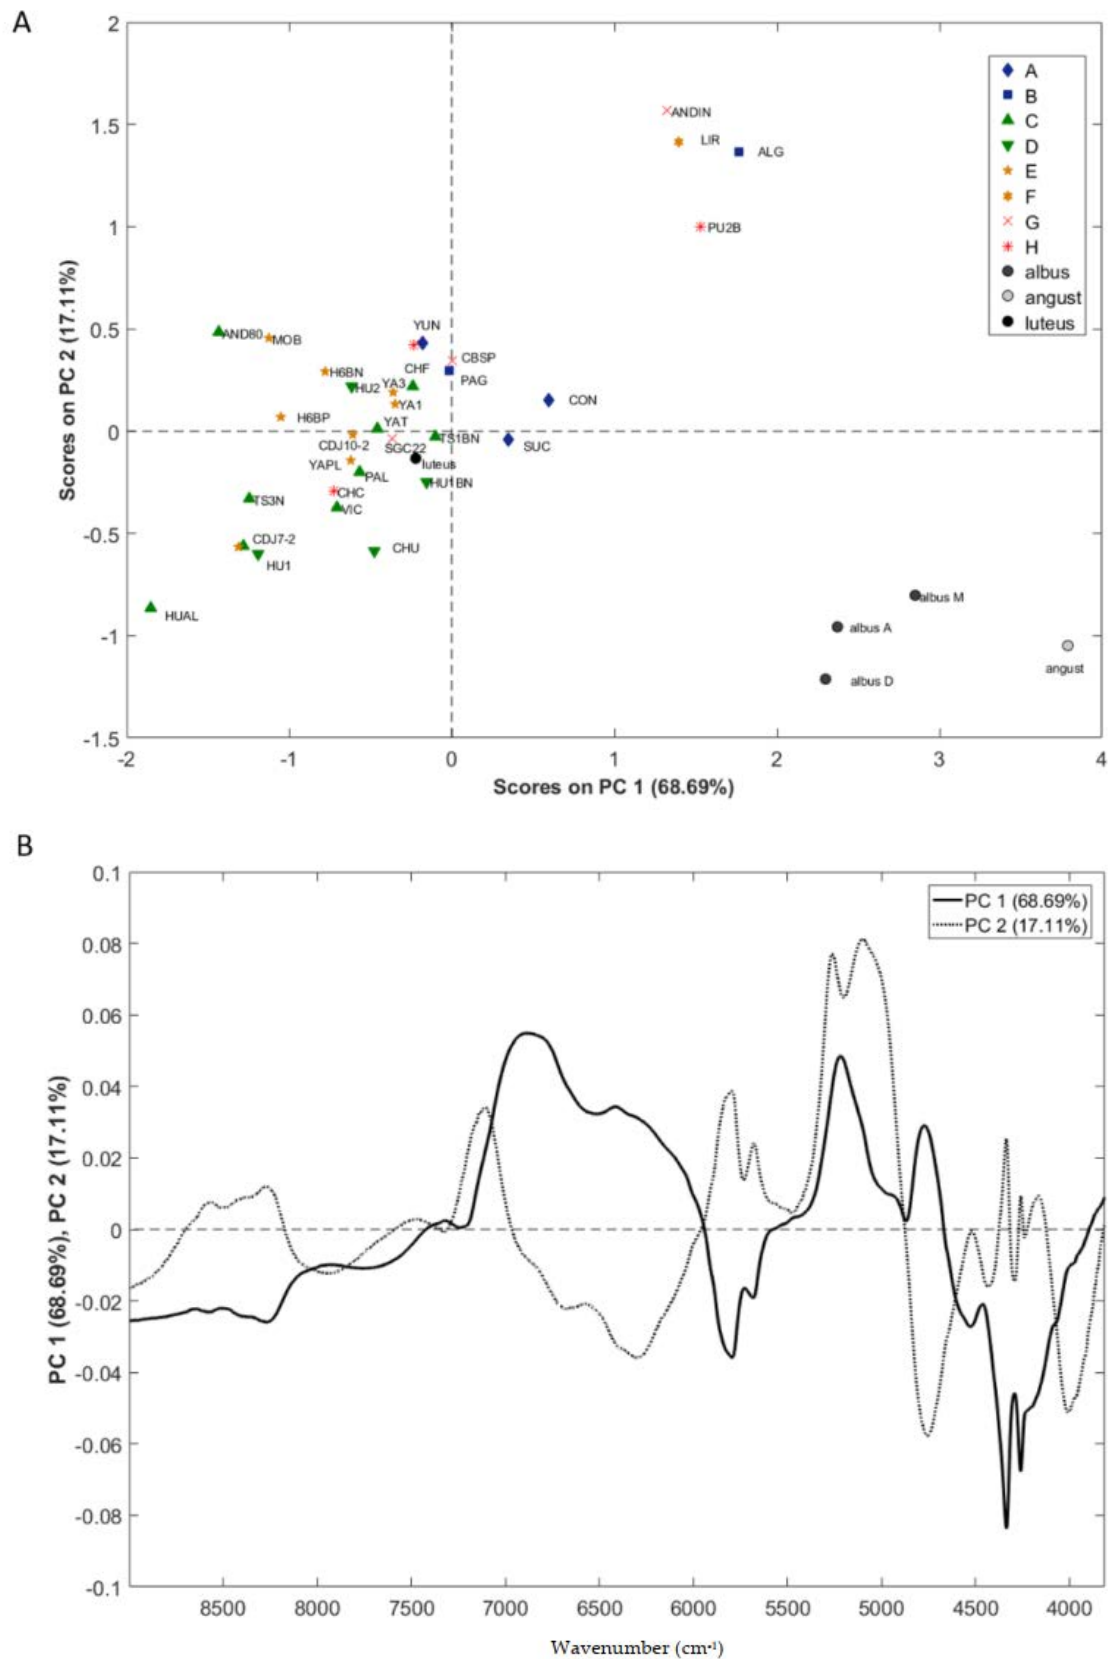 A
2
1.5
1
0.5
0
-0.5
-1
-1.5
Scores on PC 2 (17.11%)
ANDIN
LIR
ALG
PU2B
A
B
C
D
E
F
G
H
albus
angust
luteus
YUN
AND80
MOB
CBSP
CHF
H6BN
HU2
YA3
PAG
YA1
CON
H6BP
YAT
CDJ10-2
SGC22
TS1BN
SUC
YAPL
luteus
PAL
HU1BN
CHC
TS3N
VIC
CDJ7-2
CHU
HU1
HUAL
albus M
albus A
angust
albus D
-2
-1
0
1
2
3
4
Scores on PC 1 (68.69%)
B
0.1
0.08
0.06
0.04
0.02
0
-0.02
-0.04
-0.06
-0.08
-0.1
PC 1 (68.69%), PC 2 (17.11%)
PC 1 (68.69%)
PC 2 (17.11%)
8500
8000
7500
7000
6500
6000
5500
5000
4500
4000
Wavenumber (cm⁻¹)